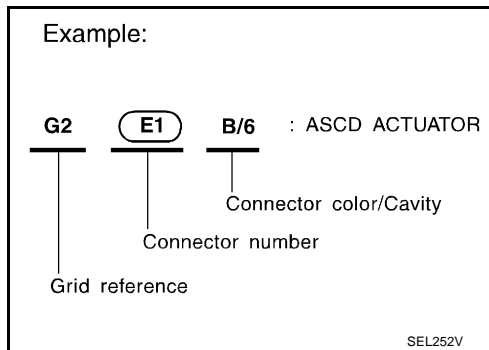 Example:
G2 E1 B/6 : ASCD ACTUATOR
Connector color/Cavity
Connector number
Grid reference
SEL252V